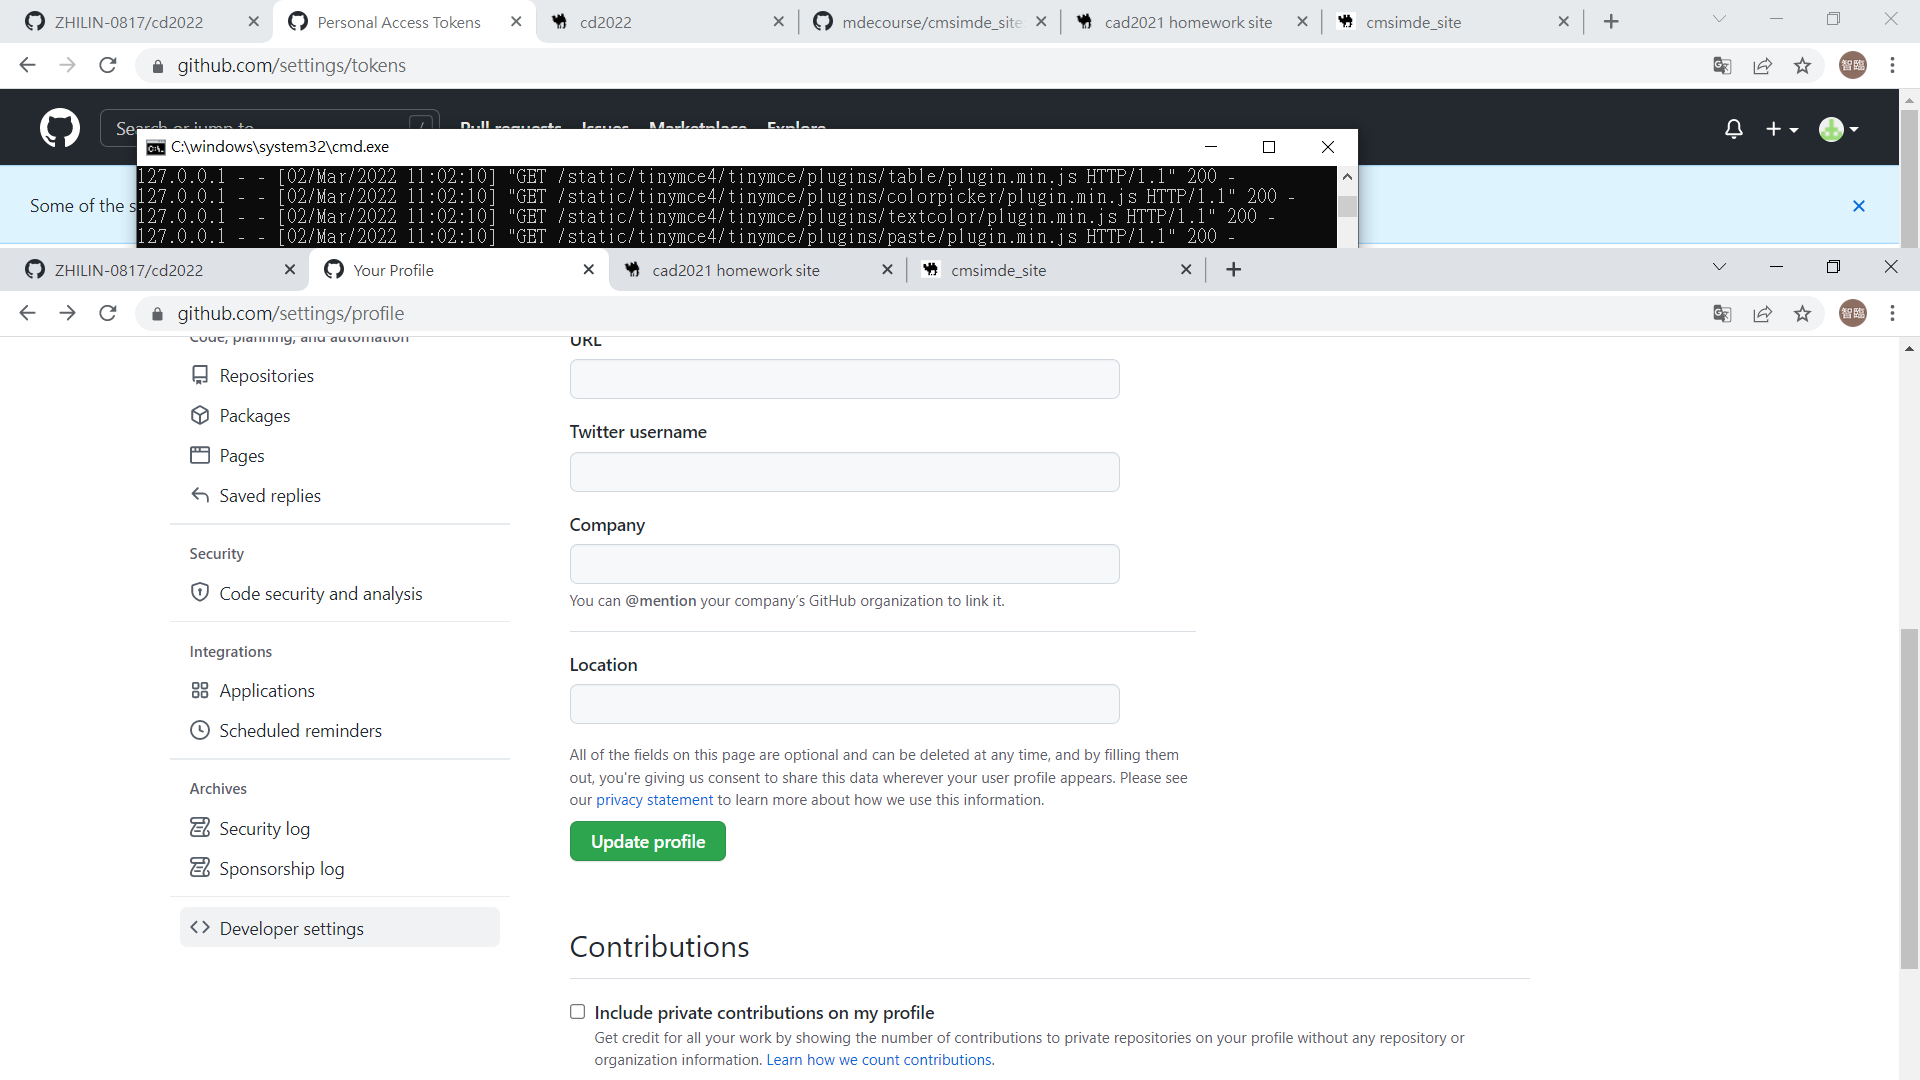 ZHILIN-0817/cd2022
Personal Access Tokens
cd2022
mdecourse/cmsimde_site
cad2021 homework site
cmsimde_site
github.com/settings/tokens
智臨
Search or jump to
/
Pull requests Issues Marketplace Explore
C:\windows\system32\cmd.exe
Some of the s
127.0.0.1 - - [02/Mar/2022 11:02:10] "GET /static/tinymce4/tinymce/plugins/table/plugin.min.js HTTP/1.1" 200 -
127.0.0.1 - - [02/Mar/2022 11:02:10] "GET /static/tinymce4/tinymce/plugins/colorpicker/plugin.min.js HTTP/1.1" 200 -
127.0.0.1 - - [02/Mar/2022 11:02:10] "GET /static/tinymce4/tinymce/plugins/textcolor/plugin.min.js HTTP/1.1" 200 -
127.0.0.1 - - [02/Mar/2022 11:02:10] "GET /static/tinymce4/tinymce/plugins/paste/plugin.min.js HTTP/1.1" 200 -
ZHILIN-0817/cd2022
Your Profile
cad2021 homework site
cmsimde_site
github.com/settings/profile
智臨
Code, planning, and automation
Repositories
Packages
Pages
Saved replies
Security
Code security and analysis
Integrations
Applications
Scheduled reminders
Archives
Security log
Sponsorship log
Developer settings
URL
Twitter username
Company
You can @mention your company's GitHub organization to link it.
Location
All of the fields on this page are optional and can be deleted at any time, and by filling them
out, you're giving us consent to share this data wherever your user profile appears. Please see
our privacy statement to learn more about how we use this information.
Update profile
Contributions
Include private contributions on my profile
Get credit for all your work by showing the number of contributions to private repositories on your profile without any repository or
organization information. Learn how we count contributions.